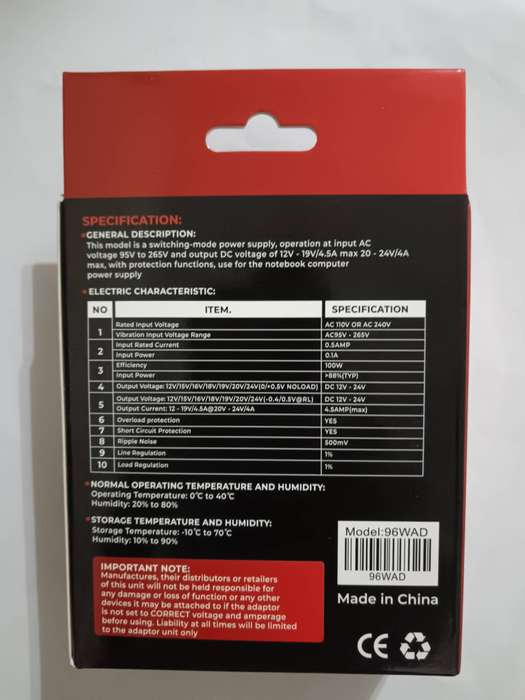 SPECIFICATION:
GENERAL DESCRIPTION:
This model is a switching-mode power supply, operation at input AC
voltage 95V to 265V and output DC voltage of 12V - 19V/4.5A max 20 - 24V/4A
max, with protection functions, use for the notebook computer
power supply
ELECTRIC CHARACTERISTIC:
NO ITEM. SPECIFICATION
1 Rated Input Voltage AC 110V OR AC 240V
Vibration Input Voltage Range AC95V - 265V
2 Input Rated Current 0.5AMP
Input Power 0.1A
3 Efficiency 100W
Input Power >88%(TYP)
4 Output Voltage: 12V/15V/16V/18V/19V/20V/24V(0/+0.5V NOLOAD) DC 12V - 24V
5 Output Voltage: 12V/15V/16V/18V/19V/20V/24V(-0.4/0.5V@RL) DC 12V - 24V
Output Current: 12 - 19V/4.5A@20V - 24V/4A 4.5AMP(max)
6 Overload protection YES
7 Short Circuit Protection YES
8 Ripple Noise 500mV
9 Line Regulation 1%
10 Load Regulation 1%
NORMAL OPERATING TEMPERATURE AND HUMIDITY:
Operating Temperature: 0°C to 40°C
Humidity: 20% to 80%
STORAGE TEMPERATURE AND HUMIDITY:
Storage Temperature: -10°C to 70°C
Humidity: 10% to 90%
IMPORTANT NOTE:
Manufactures, their distributors or retailers
of this unit will not be held responsible for
any damage or loss of function or any other
devices it may be attached to if the adaptor
is not set to CORRECT voltage and amperage
before using. Liability at all times will be limited
to the adaptor unit only
Model:96WAD
96WAD
Made in China
CE